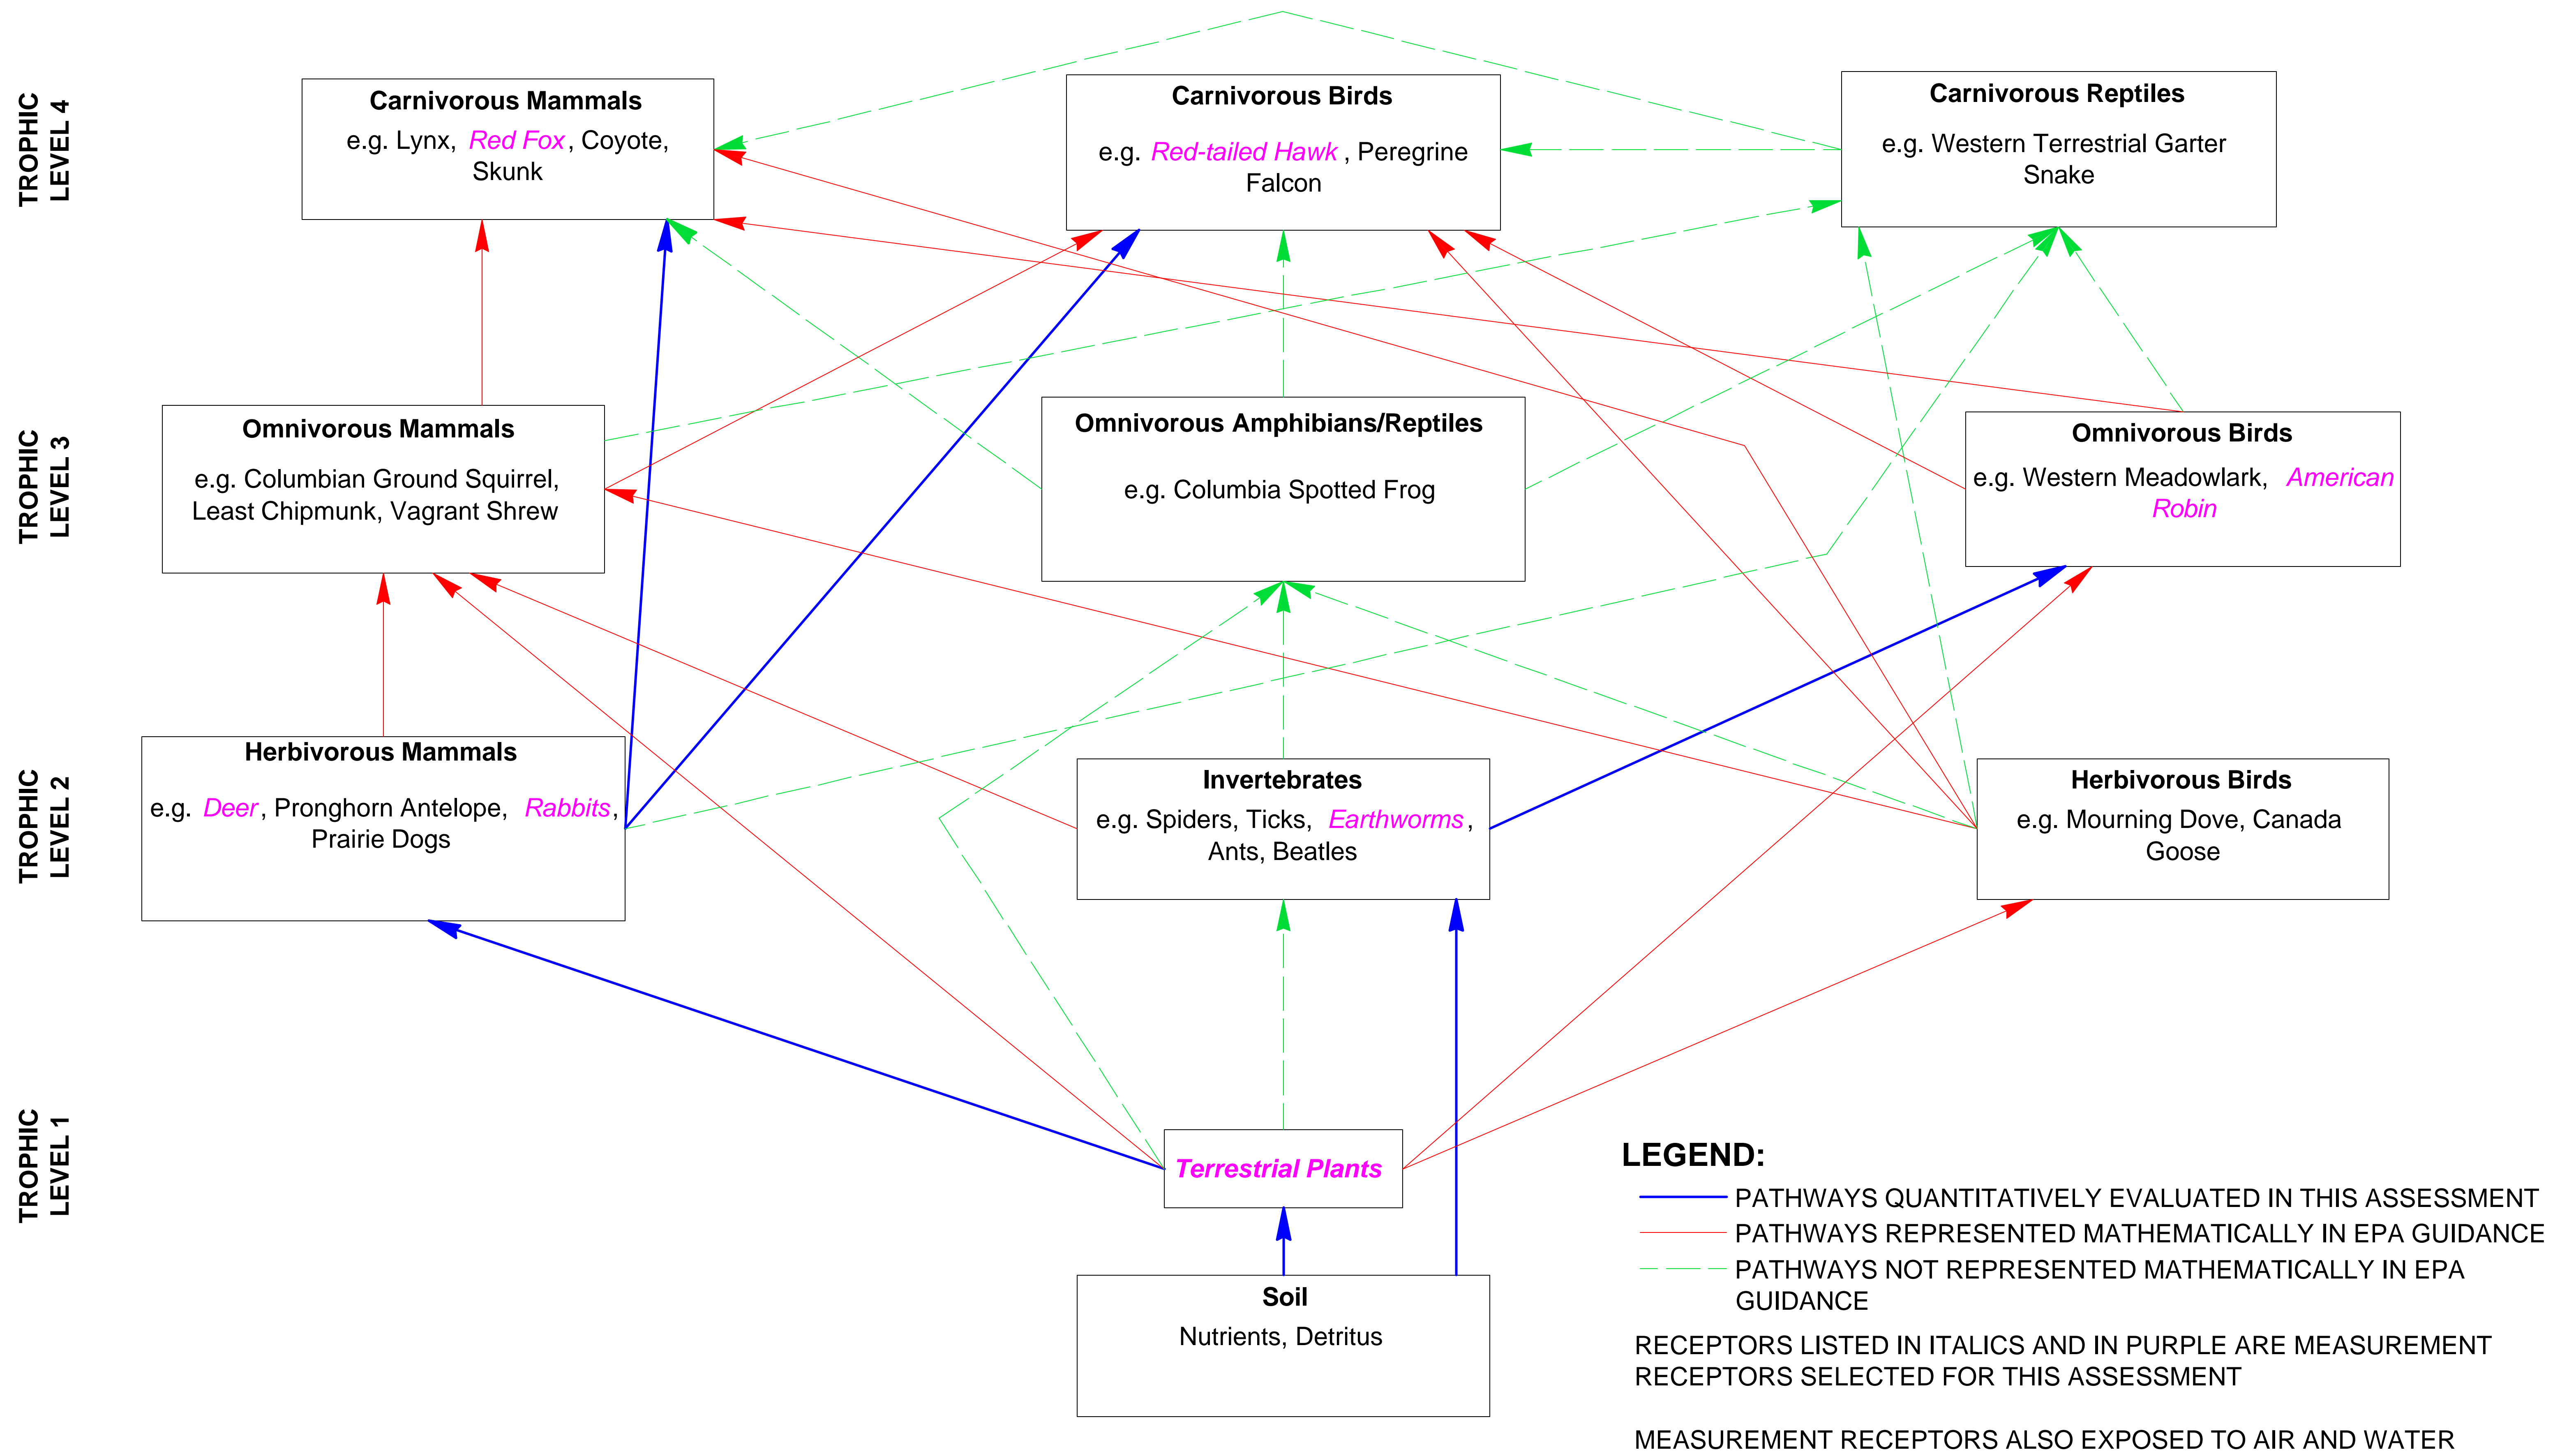 TROPHIC
LEVEL 4
Carnivorous Mammals
e.g. Lynx, Red Fox, Coyote,
Skunk
Carnivorous Birds
e.g. Red-tailed Hawk, Peregrine
Falcon
Carnivorous Reptiles
e.g. Western Terrestrial Garter
Snake
TROPHIC
LEVEL 3
Omnivorous Mammals
e.g. Columbian Ground Squirrel,
Least Chipmunk, Vagrant Shrew
Omnivorous Amphibians/Reptiles
e.g. Columbia Spotted Frog
Omnivorous Birds
e.g. Western Meadowlark, American
Robin
TROPHIC
LEVEL 2
Herbivorous Mammals
e.g. Deer, Pronghorn Antelope, Rabbits,
Prairie Dogs
Invertebrates
e.g. Spiders, Ticks, Earthworms,
Ants, Beatles
Herbivorous Birds
e.g. Mourning Dove, Canada
Goose
TROPHIC
LEVEL 1
Terrestrial Plants
Soil
Nutrients, Detritus
LEGEND:
PATHWAYS QUANTITATIVELY EVALUATED IN THIS ASSESSMENT
PATHWAYS REPRESENTED MATHEMATICALLY IN EPA GUIDANCE
PATHWAYS NOT REPRESENTED MATHEMATICALLY IN EPA
GUIDANCE
RECEPTORS LISTED IN ITALICS AND IN PURPLE ARE MEASUREMENT
RECEPTORS SELECTED FOR THIS ASSESSMENT
MEASUREMENT RECEPTORS ALSO EXPOSED TO AIR AND WATER